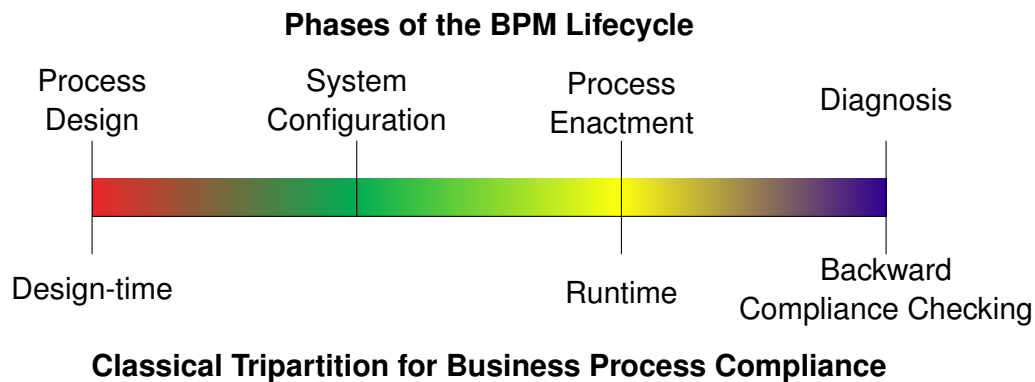 Phases of the BPM Lifecycle
Process
Design
System
Configuration
Process
Enactment
Diagnosis
Design-time
Runtime
Backward
Compliance Checking
Classical Tripartition for Business Process Compliance